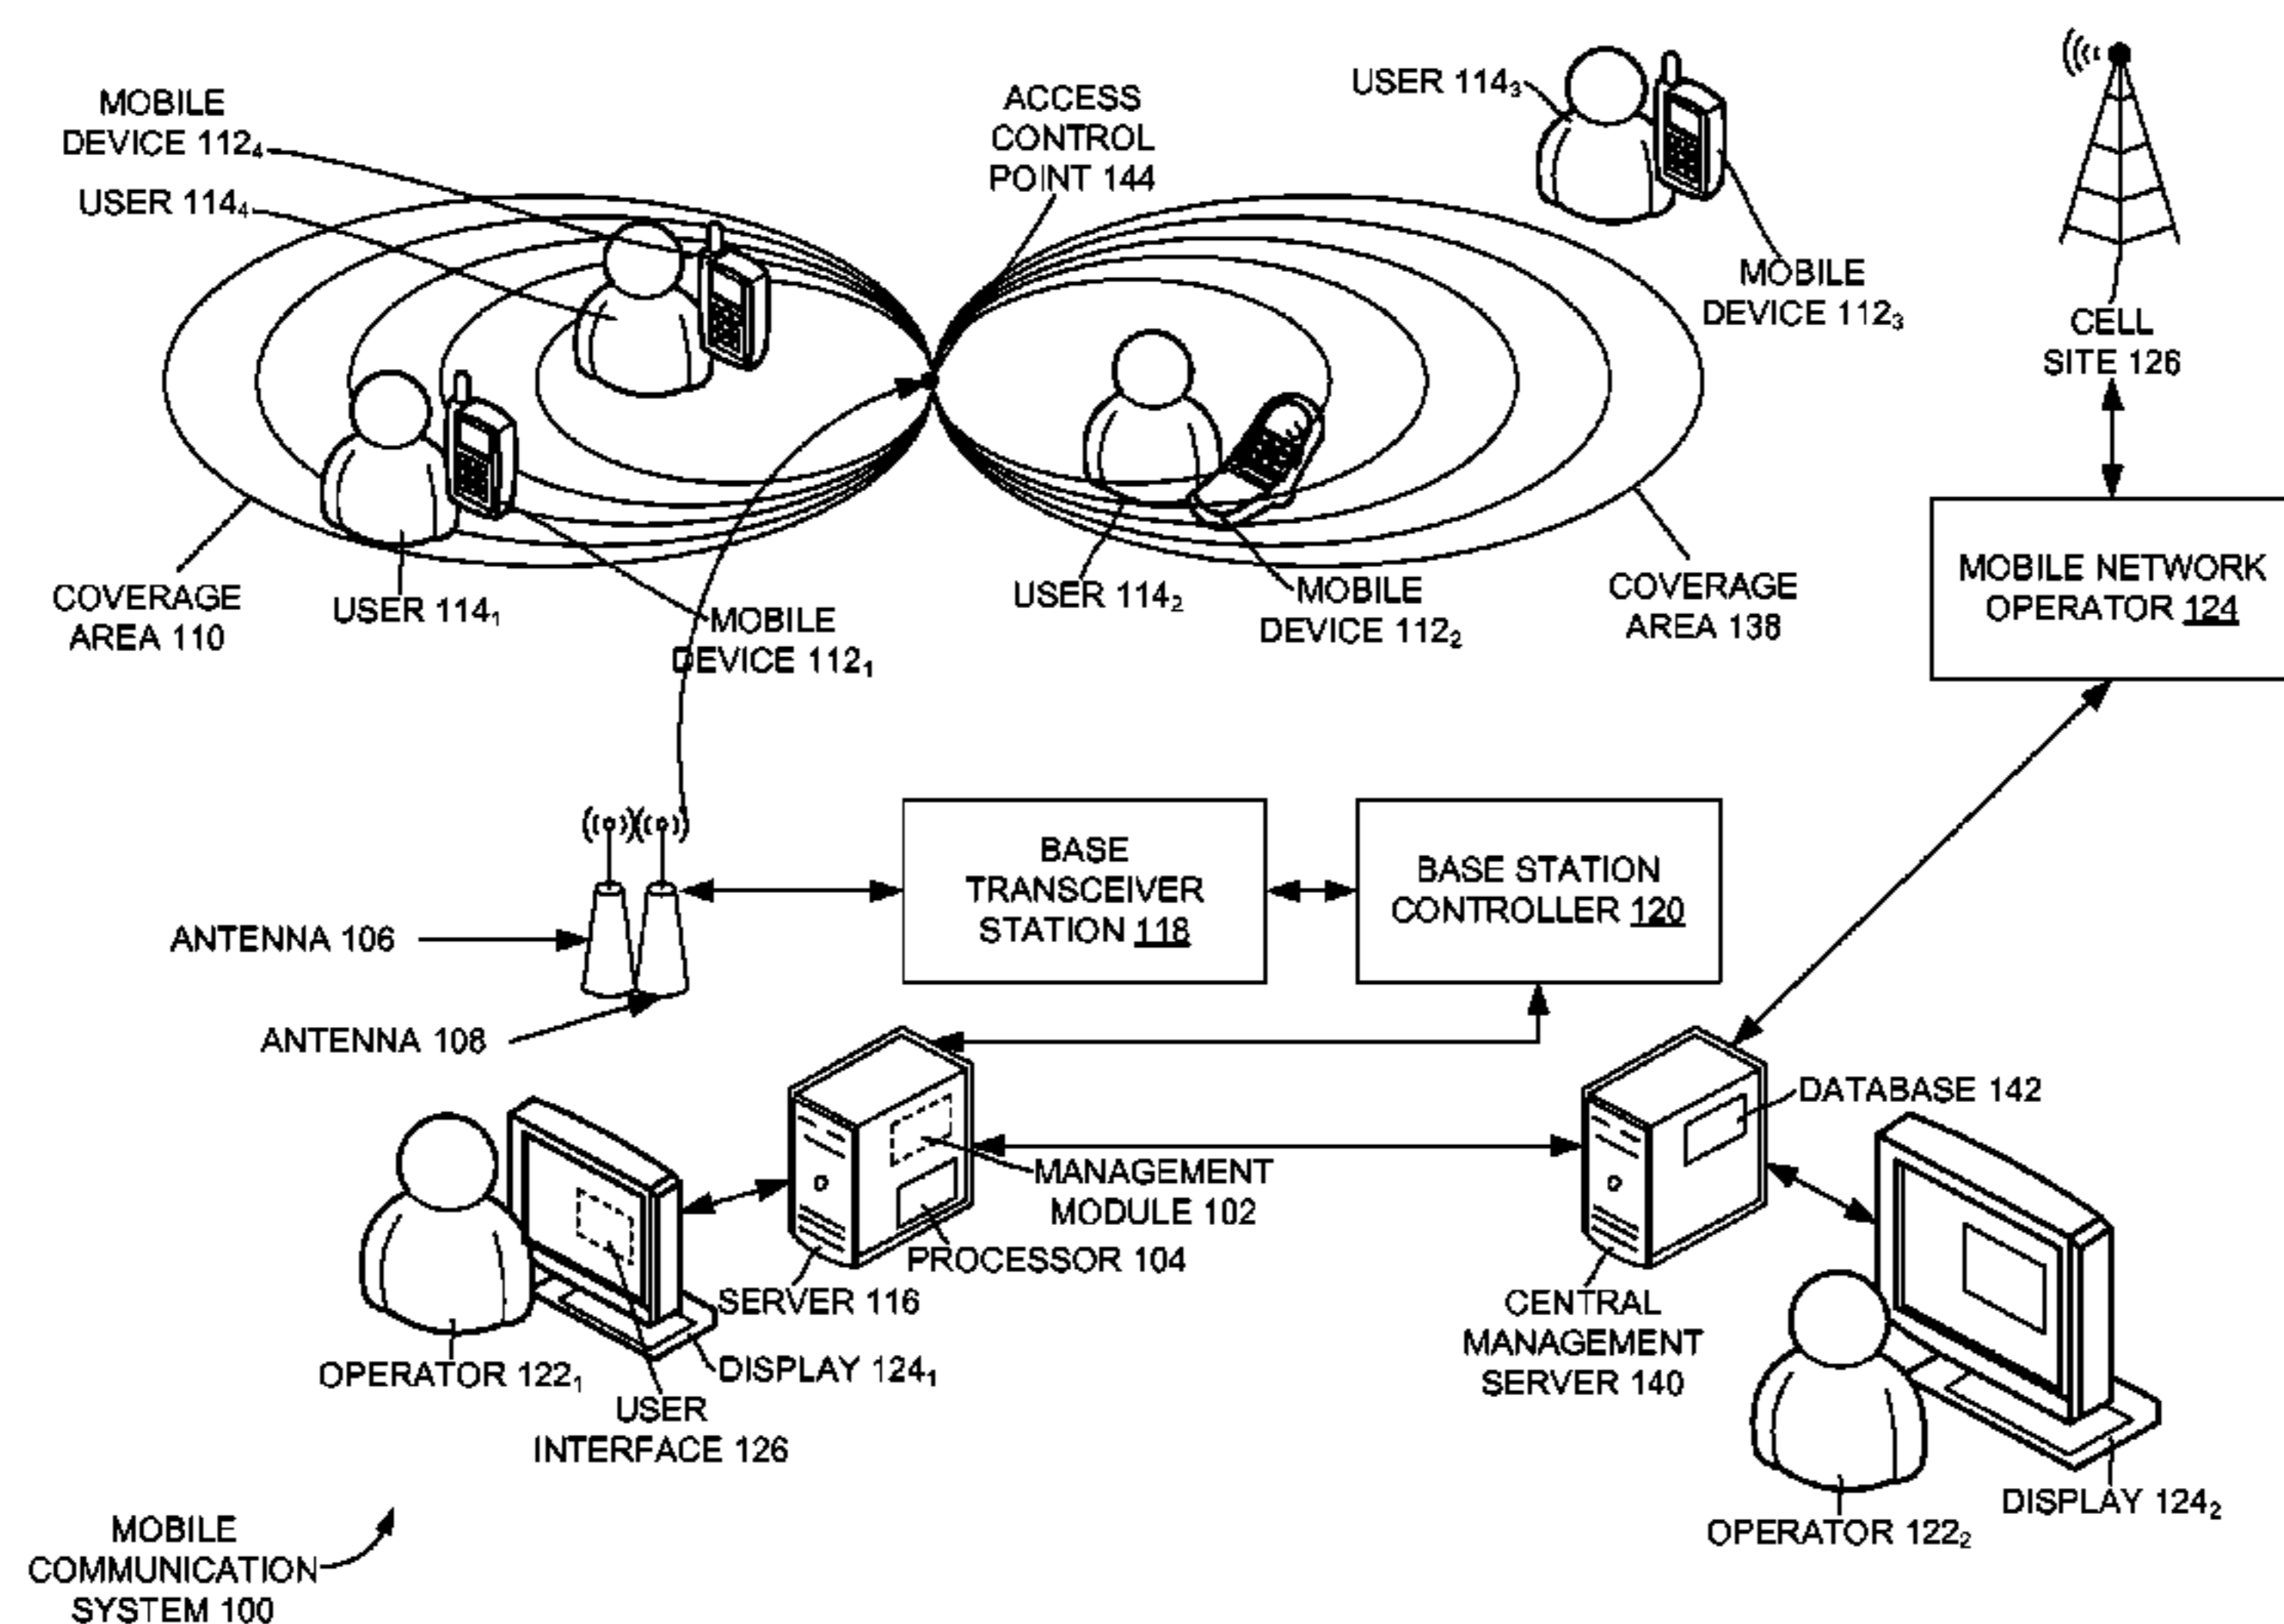 MOBILE
DEVICE 112₄
USER 114₄
ACCESS
CONTROL
POINT 144
USER 114₃
MOBILE
DEVICE 112₃
CELL
SITE 126
MOBILE NETWORK
OPERATOR 124
COVERAGE
AREA 110
USER 114₁
MOBILE
DEVICE 112₁
USER 114₂
MOBILE
DEVICE 112₂
COVERAGE
AREA 138
BASE
TRANSCEIVER
STATION 118
BASE STATION
CONTROLLER 120
ANTENNA 106
ANTENNA 108
DATABASE 142
MANAGEMENT
MODULE 102
PROCESSOR 104
SERVER 116
CENTRAL
MANAGEMENT
SERVER 140
OPERATOR 122₁
DISPLAY 124₁
USER
INTERFACE 126
DISPLAY 124₂
OPERATOR 122₂
MOBILE
COMMUNICATION
SYSTEM 100